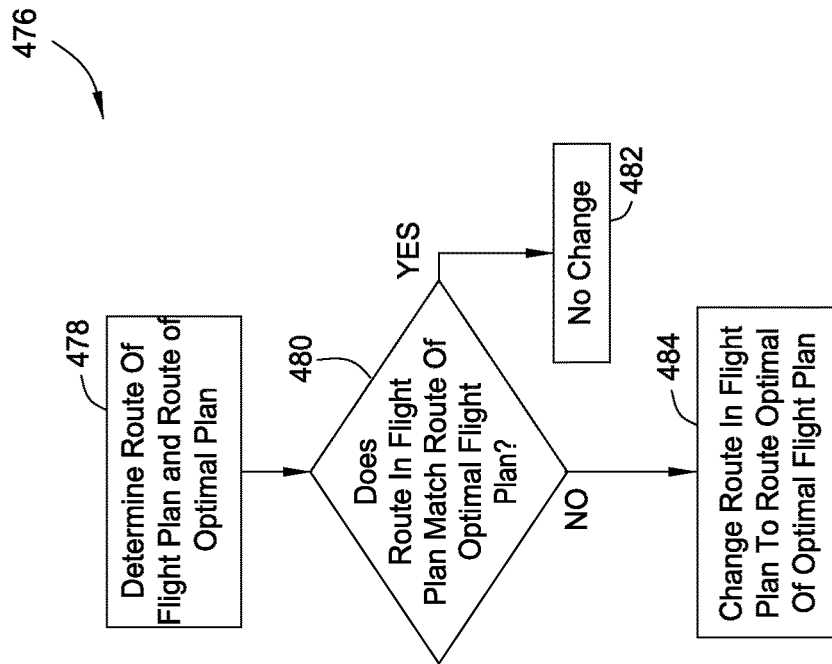 476
478
Determine Route Of
Flight Plan and Route of
Optimal Plan
480
Does
Route In Flight
Plan Match Route Of
Optimal Flight
Plan?
YES
No Change
482
NO
484
Change Route In Flight
Plan To Route Optimal
Of Optimal Flight Plan